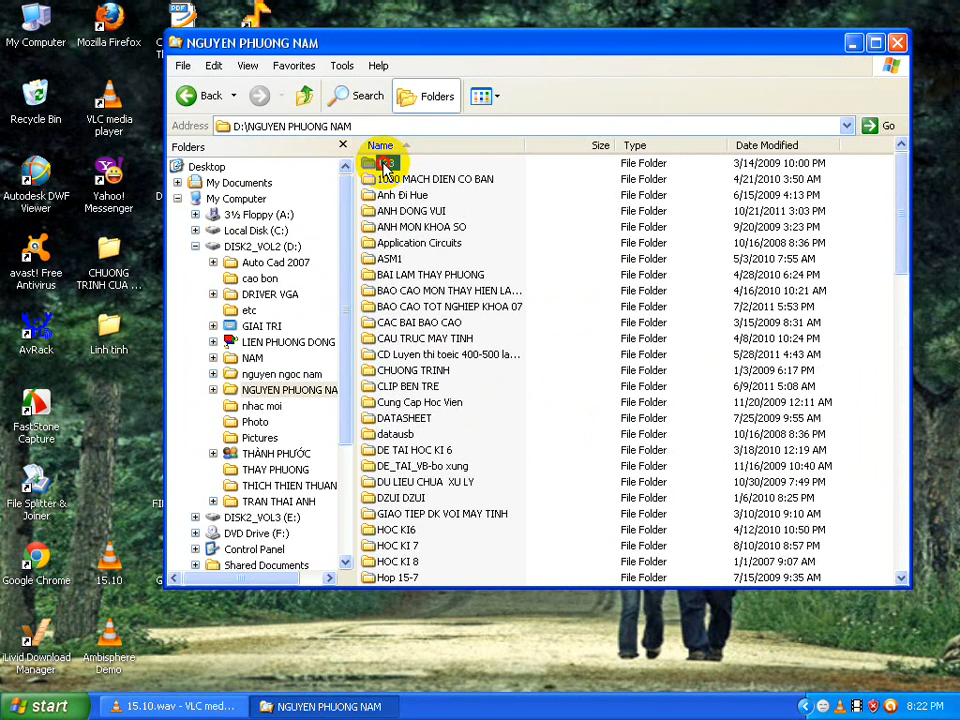 My Computer
Mozilla Firefox
NGUYEN PHUONG NAM
File Edit View Favorites Tools Help
Back Search Folders
Address D:\NGUYEN PHUONG NAM Go
Recycle Bin
VLC media player
Autodesk DWF Viewer
Yahoo! Messenger
avast! Free Antivirus
CHUONG TRINH CUA ...
AvRack
Linh tinh
FastStone Capture
File Splitter & Joiner
Google Chrome
15.10
iLivid Download Manager
Ambisphere Demo
Folders
Desktop
My Documents
My Computer
3½ Floppy (A:)
Local Disk (C:)
DISK2_VOL2 (D:)
Auto Cad 2007
cao bon
DRIVER VGA
etc
GIAI TRI
LIEN PHUONG DONG
NAM
nguyen ngoc nam
NGUYEN PHUONG NA
nhac moi
Photo
Pictures
THÀNH PHƯỚC
THAY PHUONG
THICH THIEN THUAN
TRAN THAI ANH
DISK2_VOL3 (E:)
DVD Drive (F:)
Control Panel
Shared Documents
Name Size Type Date Modified
File Folder 3/14/2009 10:00 PM
1000 MACH DIEN CO BAN File Folder 4/21/2010 3:50 AM
Anh Đi Hue File Folder 6/15/2009 4:13 PM
ANH DONG VUI File Folder 10/21/2011 3:03 PM
ANH MON KHOA SO File Folder 9/20/2009 3:23 PM
Application Circuits File Folder 10/16/2008 8:36 PM
ASM1 File Folder 5/3/2010 7:55 AM
BAI LAM THAY PHUONG File Folder 4/28/2010 6:24 PM
BAO CAO MON THAY HIEN LA... File Folder 4/16/2010 10:21 AM
BAO CAO TOT NGHIEP KHOA 07 File Folder 7/2/2011 5:53 PM
CAC BAI BAO CAO File Folder 3/15/2009 8:31 AM
CAU TRUC MAY TINH File Folder 4/8/2010 10:24 PM
CD Luyen thi toeic 400-500 la... File Folder 5/28/2011 4:43 AM
CHUONG TRINH File Folder 1/3/2009 6:17 PM
CLIP BEN TRE File Folder 6/9/2011 5:08 AM
Cung Cap Hoc Vien File Folder 11/20/2009 12:11 AM
DATASHEET File Folder 7/25/2009 9:55 AM
datausb File Folder 10/16/2008 8:36 PM
DE TAI HOC KI 6 File Folder 3/18/2010 12:19 AM
DE_TAI_VB-bo xung File Folder 11/16/2009 10:40 AM
DU LIEU CHUA XU LY File Folder 10/30/2009 7:49 PM
DZUI DZUI File Folder 1/6/2010 8:25 PM
GIAO TIEP DK VOI MAY TINH File Folder 3/10/2010 9:10 AM
HOC KI6 File Folder 4/12/2010 10:50 PM
HOC KI 7 File Folder 8/10/2010 8:57 PM
HOC KI 8 File Folder 1/1/2007 9:07 AM
Hop 15-7 File Folder 7/15/2009 9:35 AM
start 15.10.wav - VLC med... NGUYEN PHUONG NAM 8:22 PM